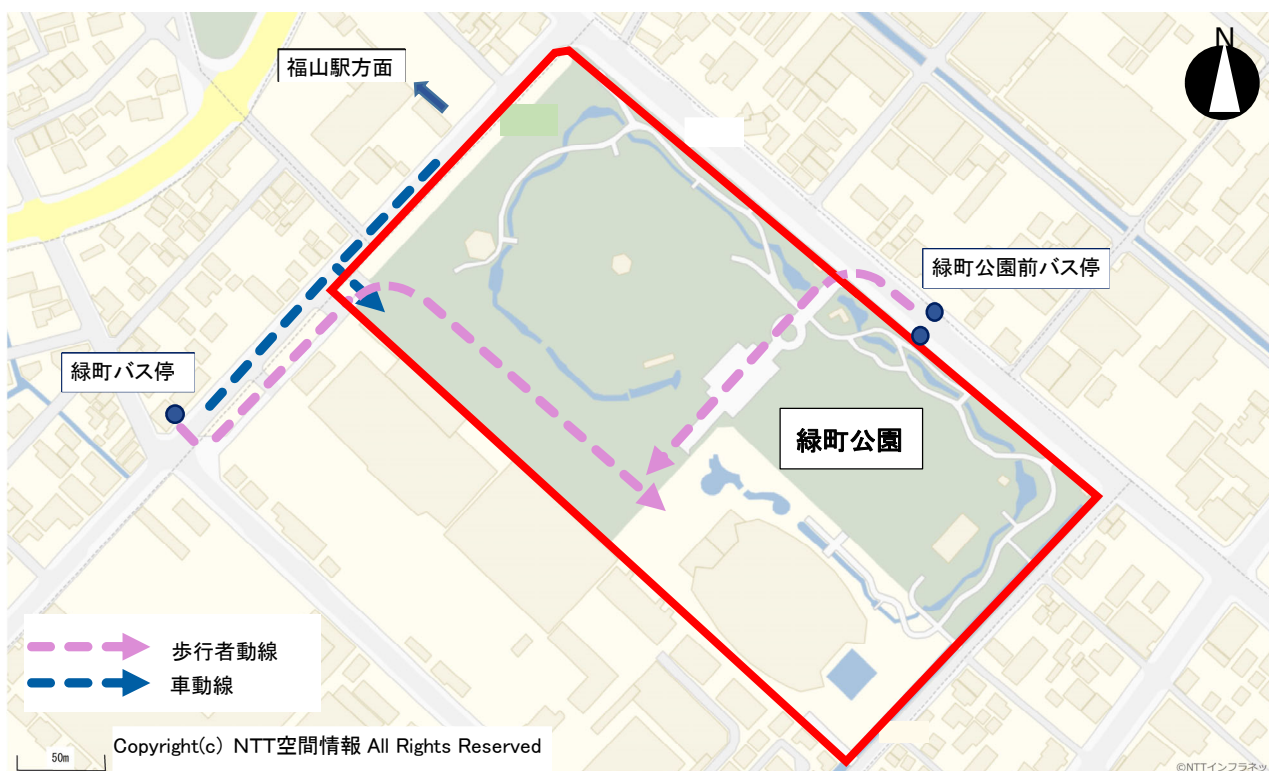 N
福山駅方面
緑町公園前バス停
緑町バス停
緑町公園
歩行者動線
車動線
Copyright(c) NTT空間情報 All Rights Reserved
50m
©NTTインフラネッ